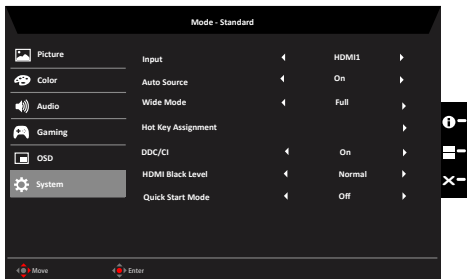 Mode - Standard
Picture
Color
Audio
Gaming
OSD
System
Input HDMI1
Auto Source On
Wide Mode Full
Hot Key Assignment
DDC/CI On
HDMI Black Level Normal
Quick Start Mode Off
Move Enter